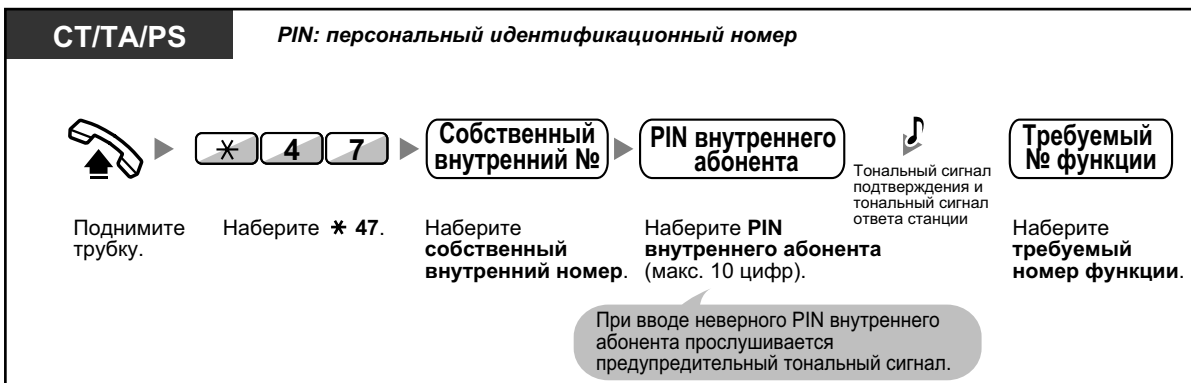 CT/TA/PS
PIN: персональный идентификационный номер
✳ 4 7
Собственный
внутренний №
PIN внутреннего
абонента
Тональный сигнал
подтверждения и
тональный сигнал
ответа станции
Требуемый
№ функции
Поднимите
трубку.
Наберите ✳ 47.
Наберите
собственный
внутренний номер.
Наберите PIN
внутреннего абонента
(макс. 10 цифр).
Наберите
требуемый
номер функции.
При вводе неверного PIN внутреннего
абонента прослушивается
предупредительный тональный сигнал.